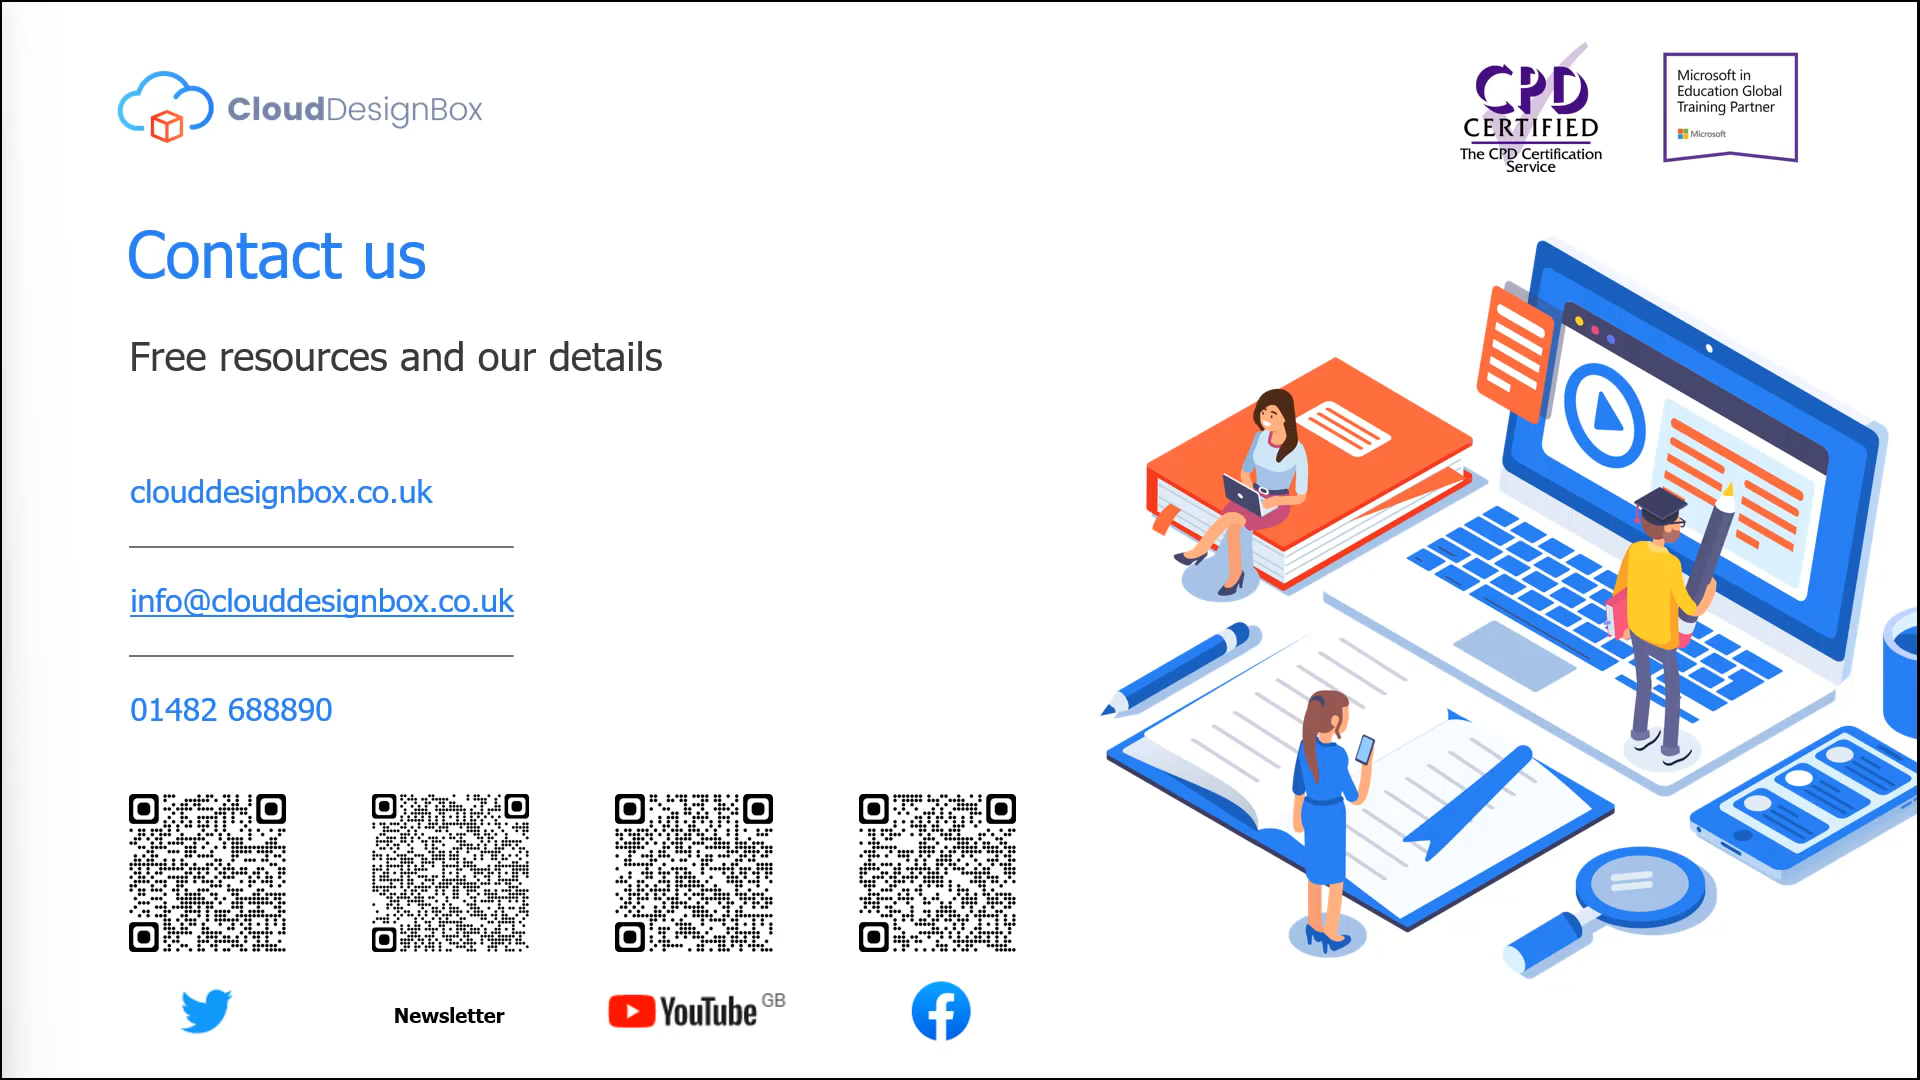 CloudDesignBox
CPD
CERTIFIED
The CPD Certification
Service
Microsoft in
Education Global
Training Partner
Microsoft
Contact us
Free resources and our details
clouddesignbox.co.uk
info@clouddesignbox.co.uk
01482 688890
Newsletter
YouTube GB